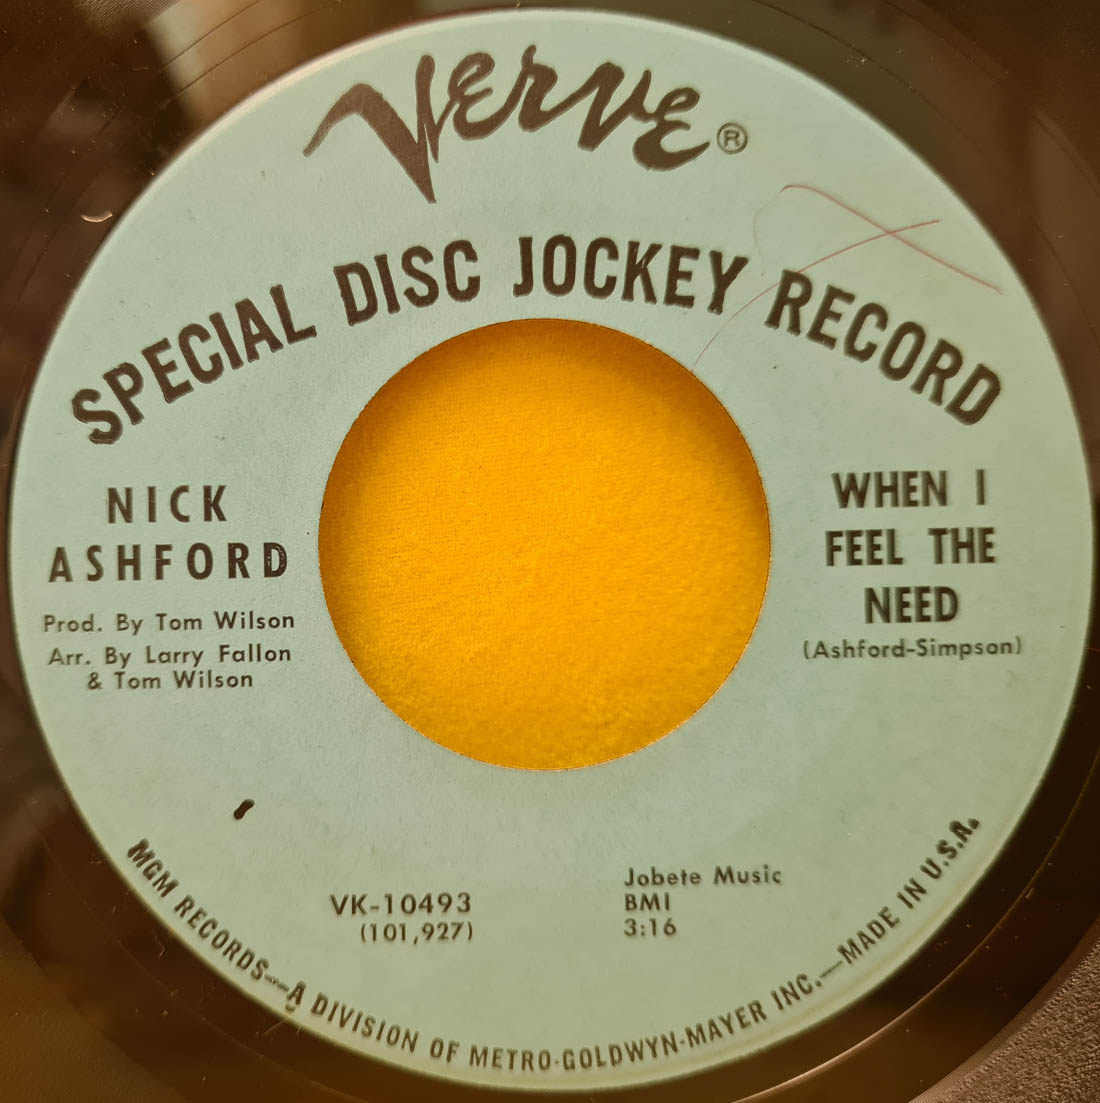 Verve®
SPECIAL DISC JOCKEY RECORD
NICK
ASHFORD
Prod. By Tom Wilson
Arr. By Larry Fallon
& Tom Wilson
WHEN I
FEEL THE
NEED
(Ashford-Simpson)
VK-10493
(101,927)
Jobete Music
BMI
3:16
MGM RECORDS—A DIVISION OF METRO-GOLDWYN-MAYER INC.—MADE IN U.S.A.